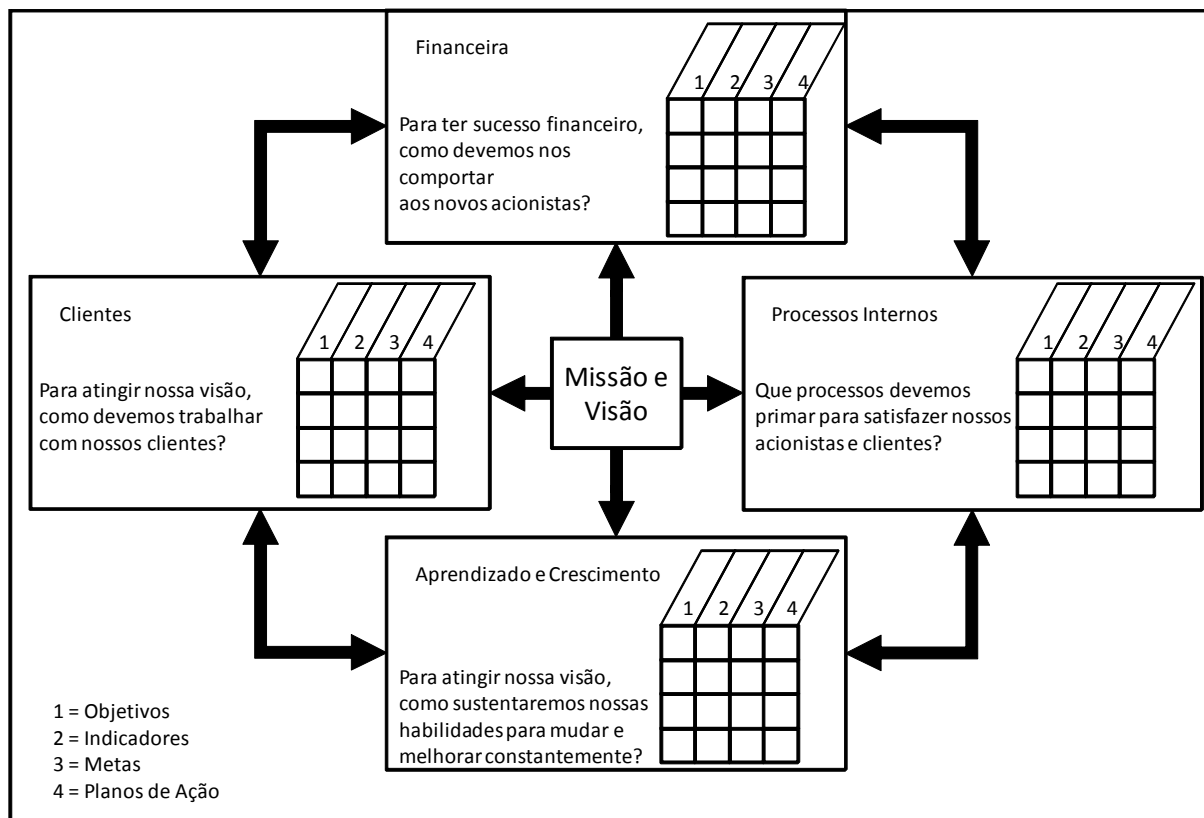 Financeira
1 2 3 4
Para ter sucesso financeiro,
como devemos nos
comportar
aos novos acionistas?
Clientes
1 2 3 4
Para atingir nossa visão,
como devemos trabalhar
com nossos clientes?
Missão e
Visão
Processos Internos
1 2 3 4
Que processos devemos
primar para satisfazer nossos
acionistas e clientes?
Aprendizado e Crescimento
1 2 3 4
Para atingir nossa visão,
como sustentaremos nossas
habilidades para mudar e
melhorar constantemente?
1 = Objetivos
2 = Indicadores
3 = Metas
4 = Planos de Ação